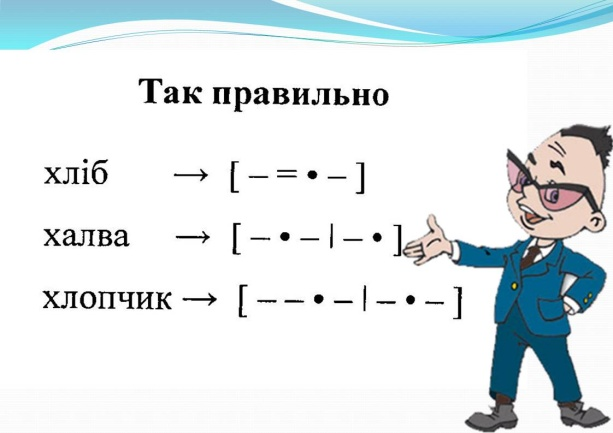 Так правильно
хліб → [ – = • – ]
халва → [ – • – | – • ]
хлопчик → [ – – • – | – • – ]